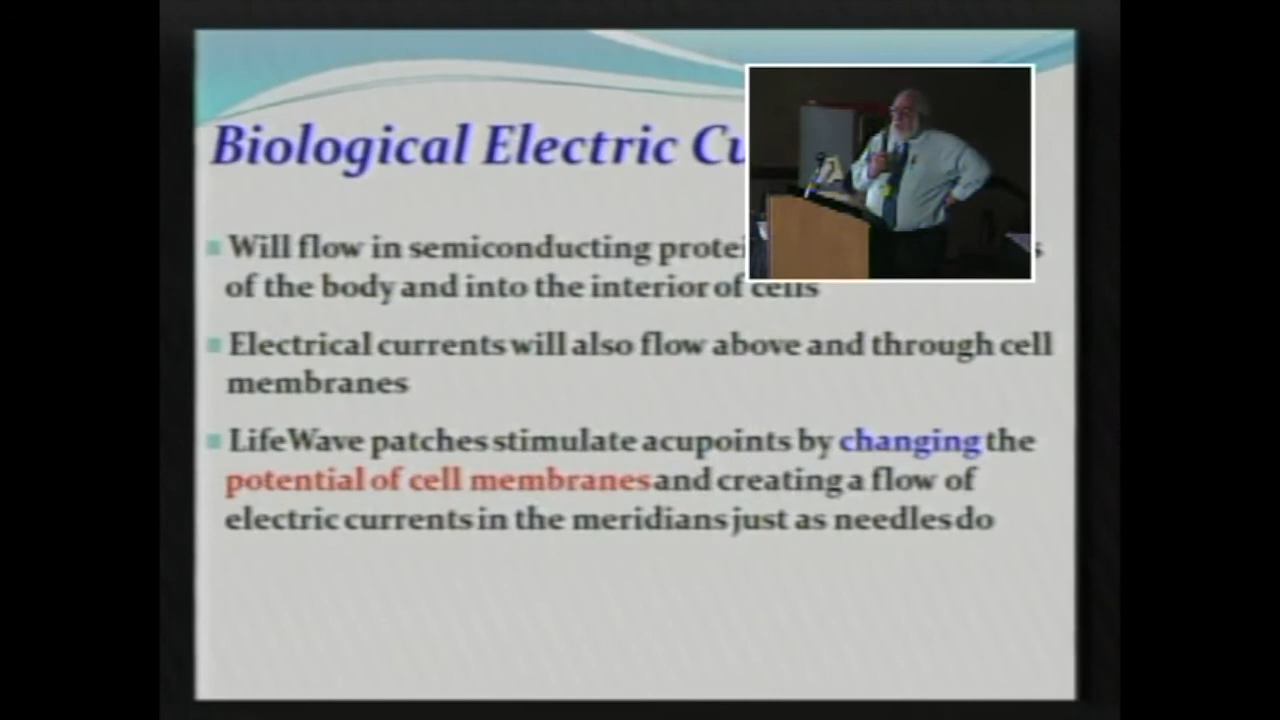 Biological Electric Cu
Will flow in semiconducting protei s
of the body and into the interior of cells
Electrical currents will also flow above and through cell
membranes
LifeWave patches stimulate acupoints by changing the
potential of cell membranes and creating a flow of
electric currents in the meridians just as needles do